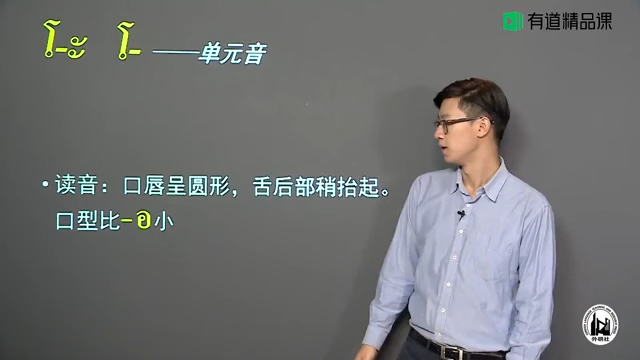 有道精品课
โ-ะ โ- ——单元音
•读音：口唇呈圆形，舌后部稍抬起。
口型比-อ小
外研社